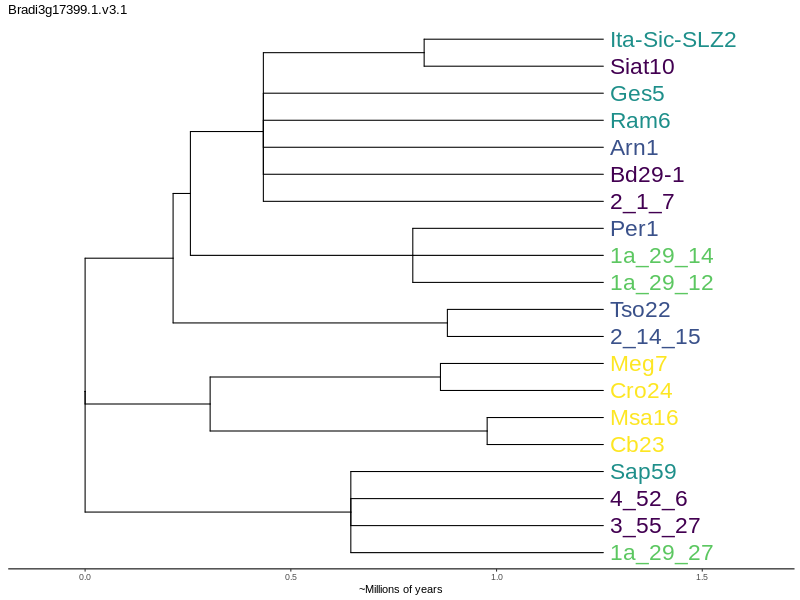 Bradi3g17399.1.v3.1
Ita-Sic-SLZ2
Siat10
Ges5
Ram6
Arn1
Bd29-1
2_1_7
Per1
1a_29_14
1a_29_12
Tso22
2_14_15
Meg7
Cro24
Msa16
Cb23
Sap59
4_52_6
3_55_27
1a_29_27
0.0 0.5 1.0 1.5
~Millions of years